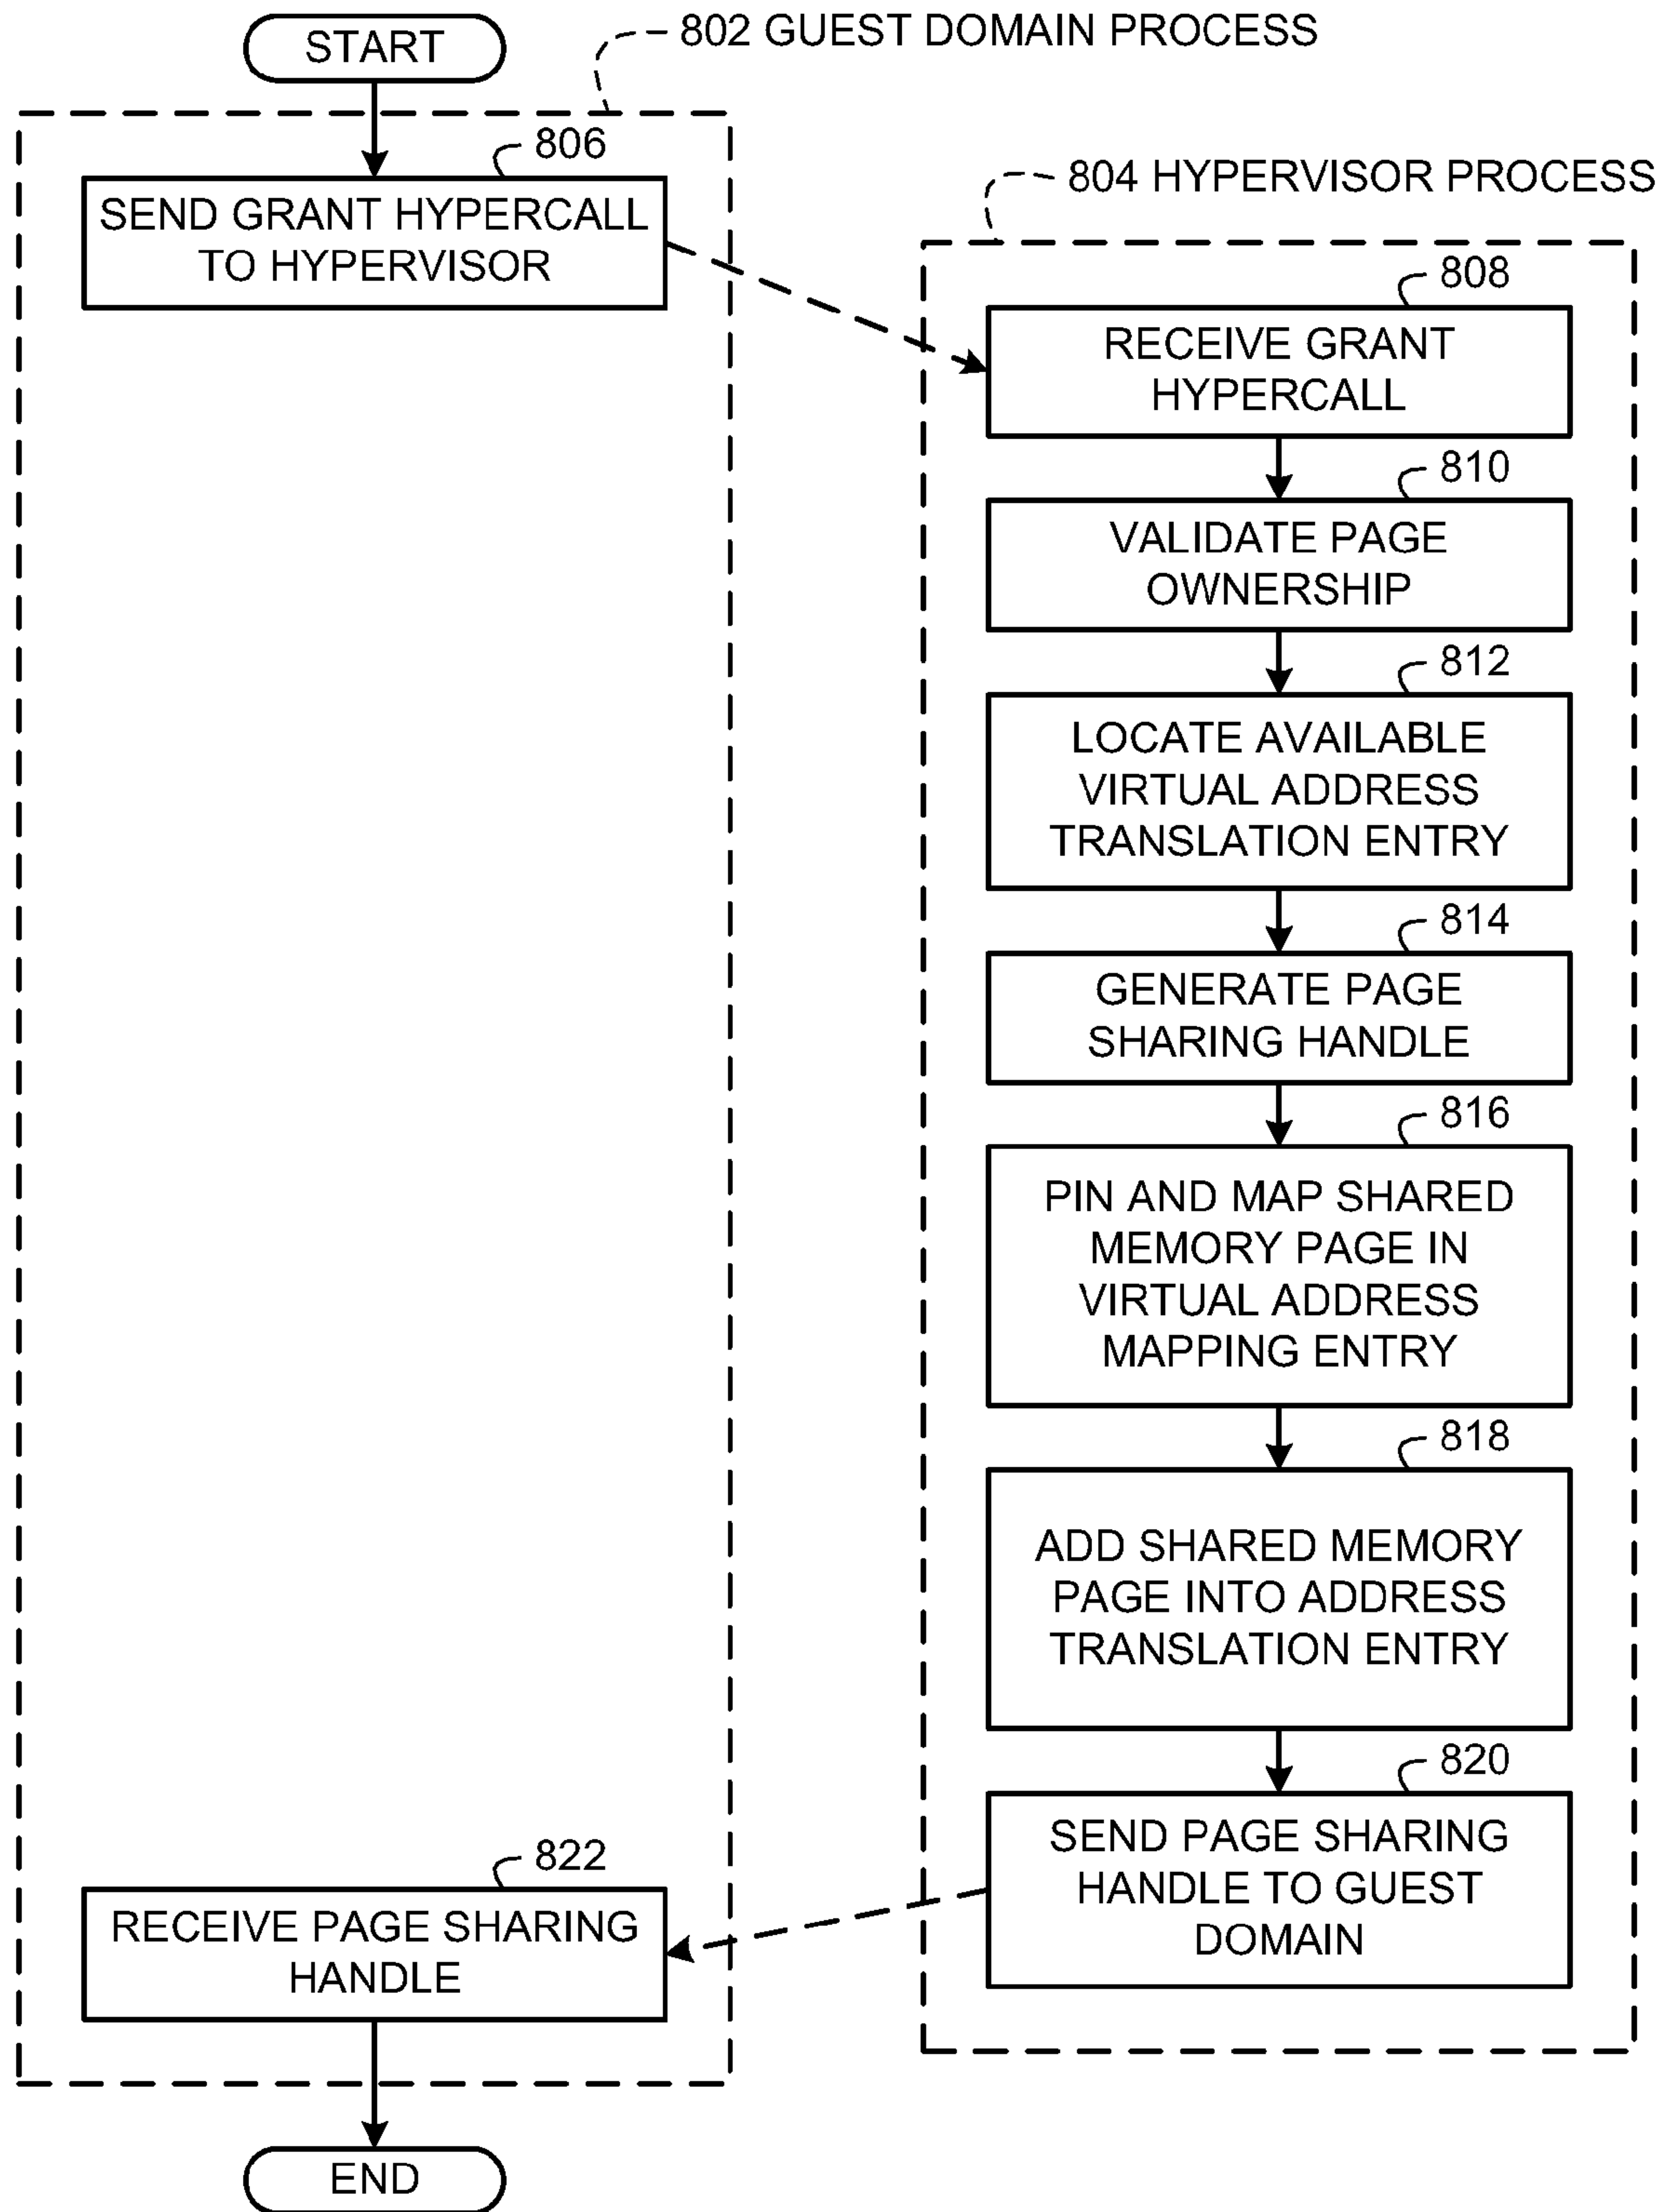 START
802 GUEST DOMAIN PROCESS
806
SEND GRANT HYPERCALL
TO HYPERVISOR
804 HYPERVISOR PROCESS
808
RECEIVE GRANT
HYPERCALL
810
VALIDATE PAGE
OWNERSHIP
812
LOCATE AVAILABLE
VIRTUAL ADDRESS
TRANSLATION ENTRY
814
GENERATE PAGE
SHARING HANDLE
816
PIN AND MAP SHARED
MEMORY PAGE IN
VIRTUAL ADDRESS
MAPPING ENTRY
818
ADD SHARED MEMORY
PAGE INTO ADDRESS
TRANSLATION ENTRY
820
SEND PAGE SHARING
HANDLE TO GUEST
DOMAIN
822
RECEIVE PAGE SHARING
HANDLE
END